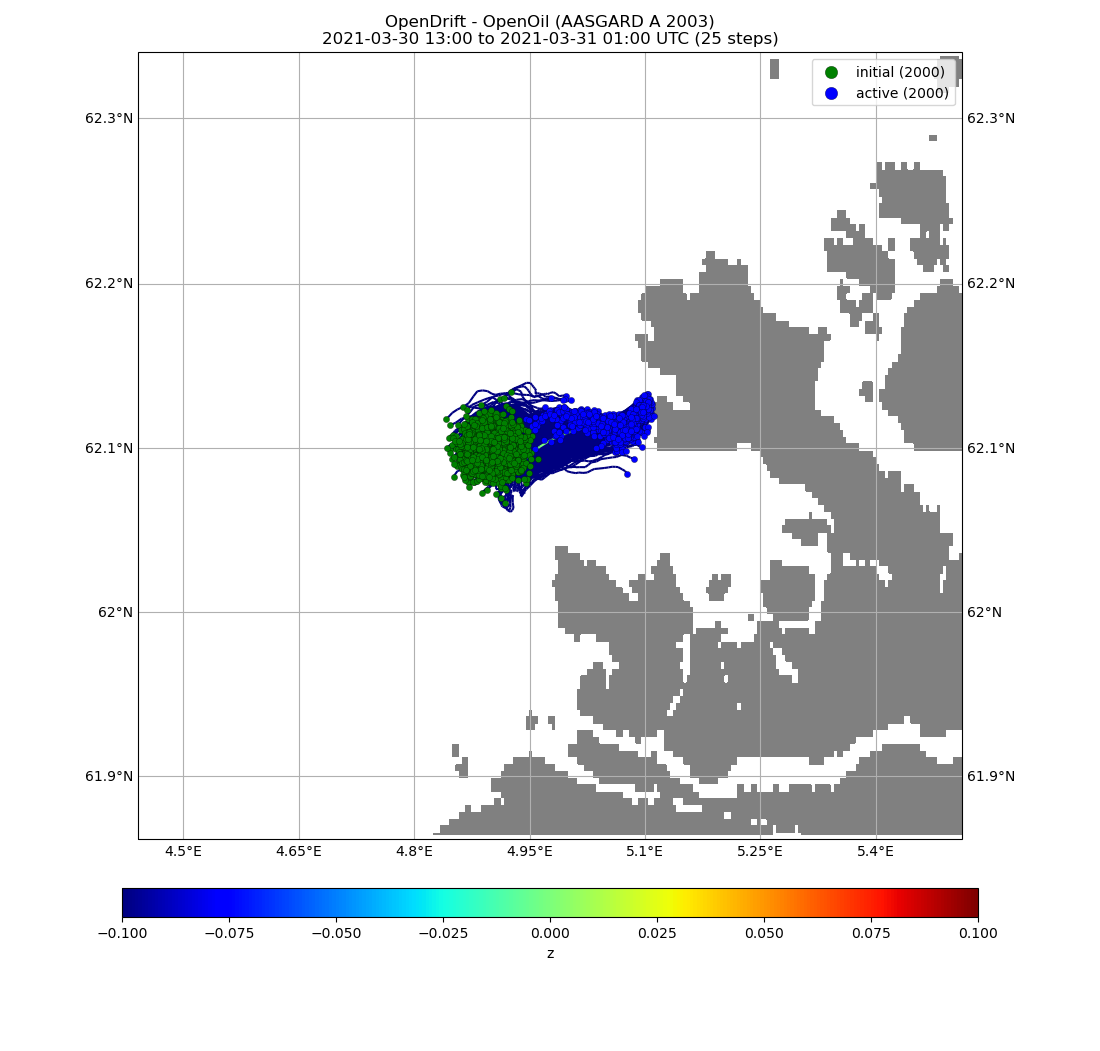 OpenDrift - OpenOil (AASGARD A 2003)
2021-03-30 13:00 to 2021-03-31 01:00 UTC (25 steps)
initial (2000)
active (2000)
62.3°N 62.3°N
62.2°N 62.2°N
62.1°N 62.1°N
62°N 62°N
61.9°N 61.9°N
4.5°E 4.65°E 4.8°E 4.95°E 5.1°E 5.25°E 5.4°E
−0.100 −0.075 −0.050 −0.025 0.000 0.025 0.050 0.075 0.100
z